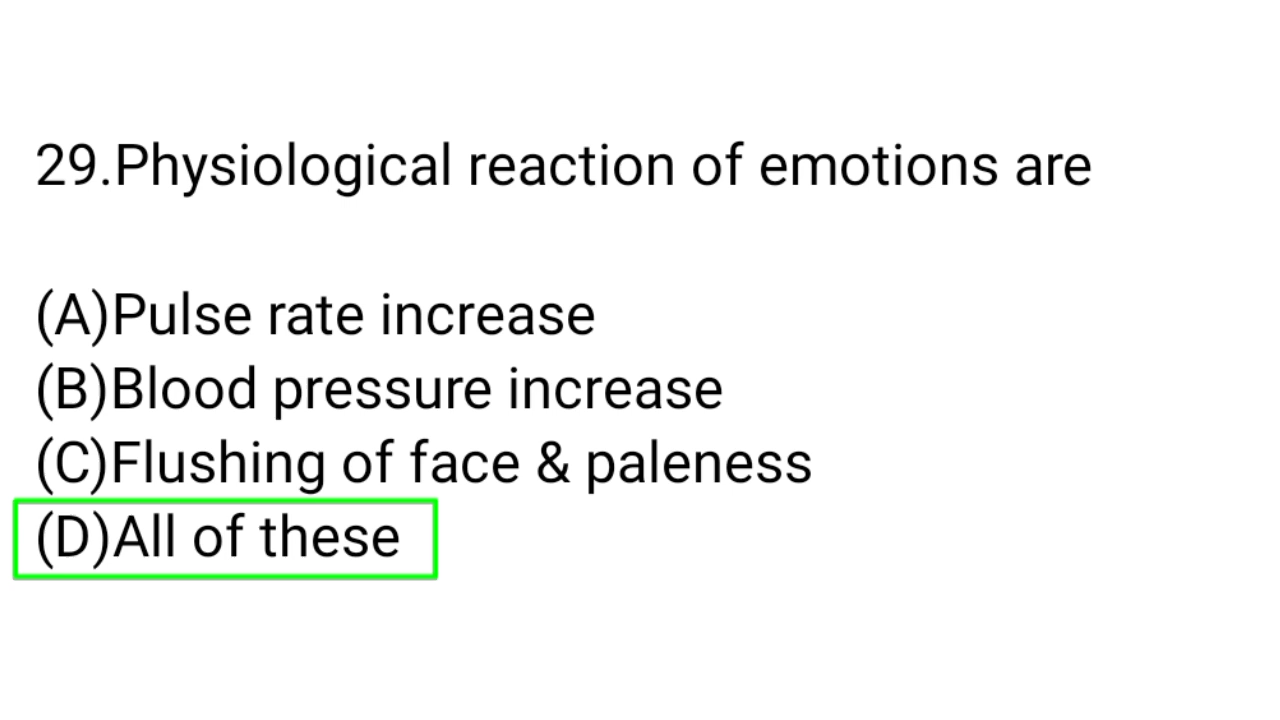 29.Physiological reaction of emotions are
(A)Pulse rate increase
(B)Blood pressure increase
(C)Flushing of face & paleness
(D)All of these